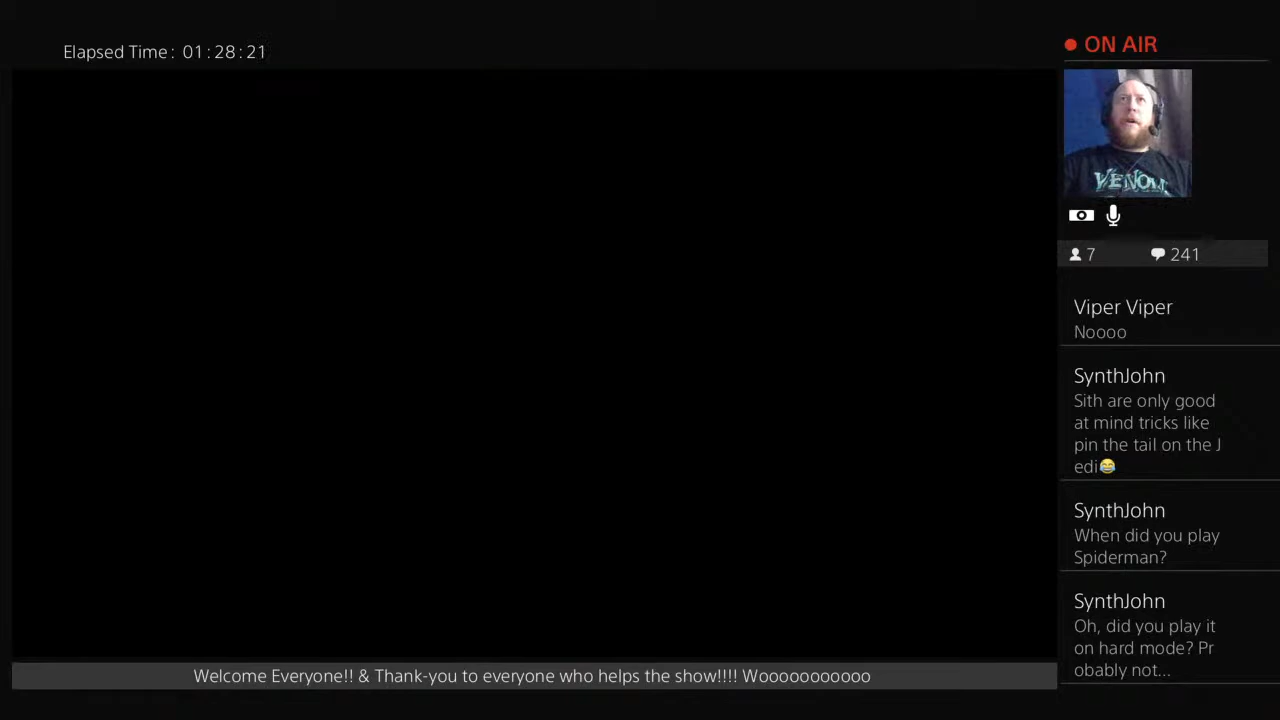 Elapsed Time: 01:28:21
ON AIR
VENOM
7 241
Viper Viper
Noooo
SynthJohn
Sith are only good
at mind tricks like
pin the tail on the J
edi😂
SynthJohn
When did you play
Spiderman?
SynthJohn
Oh, did you play it
on hard mode? Pr
obably not...
Welcome Everyone!! & Thank-you to everyone who helps the show!!!! Wooooooooooo